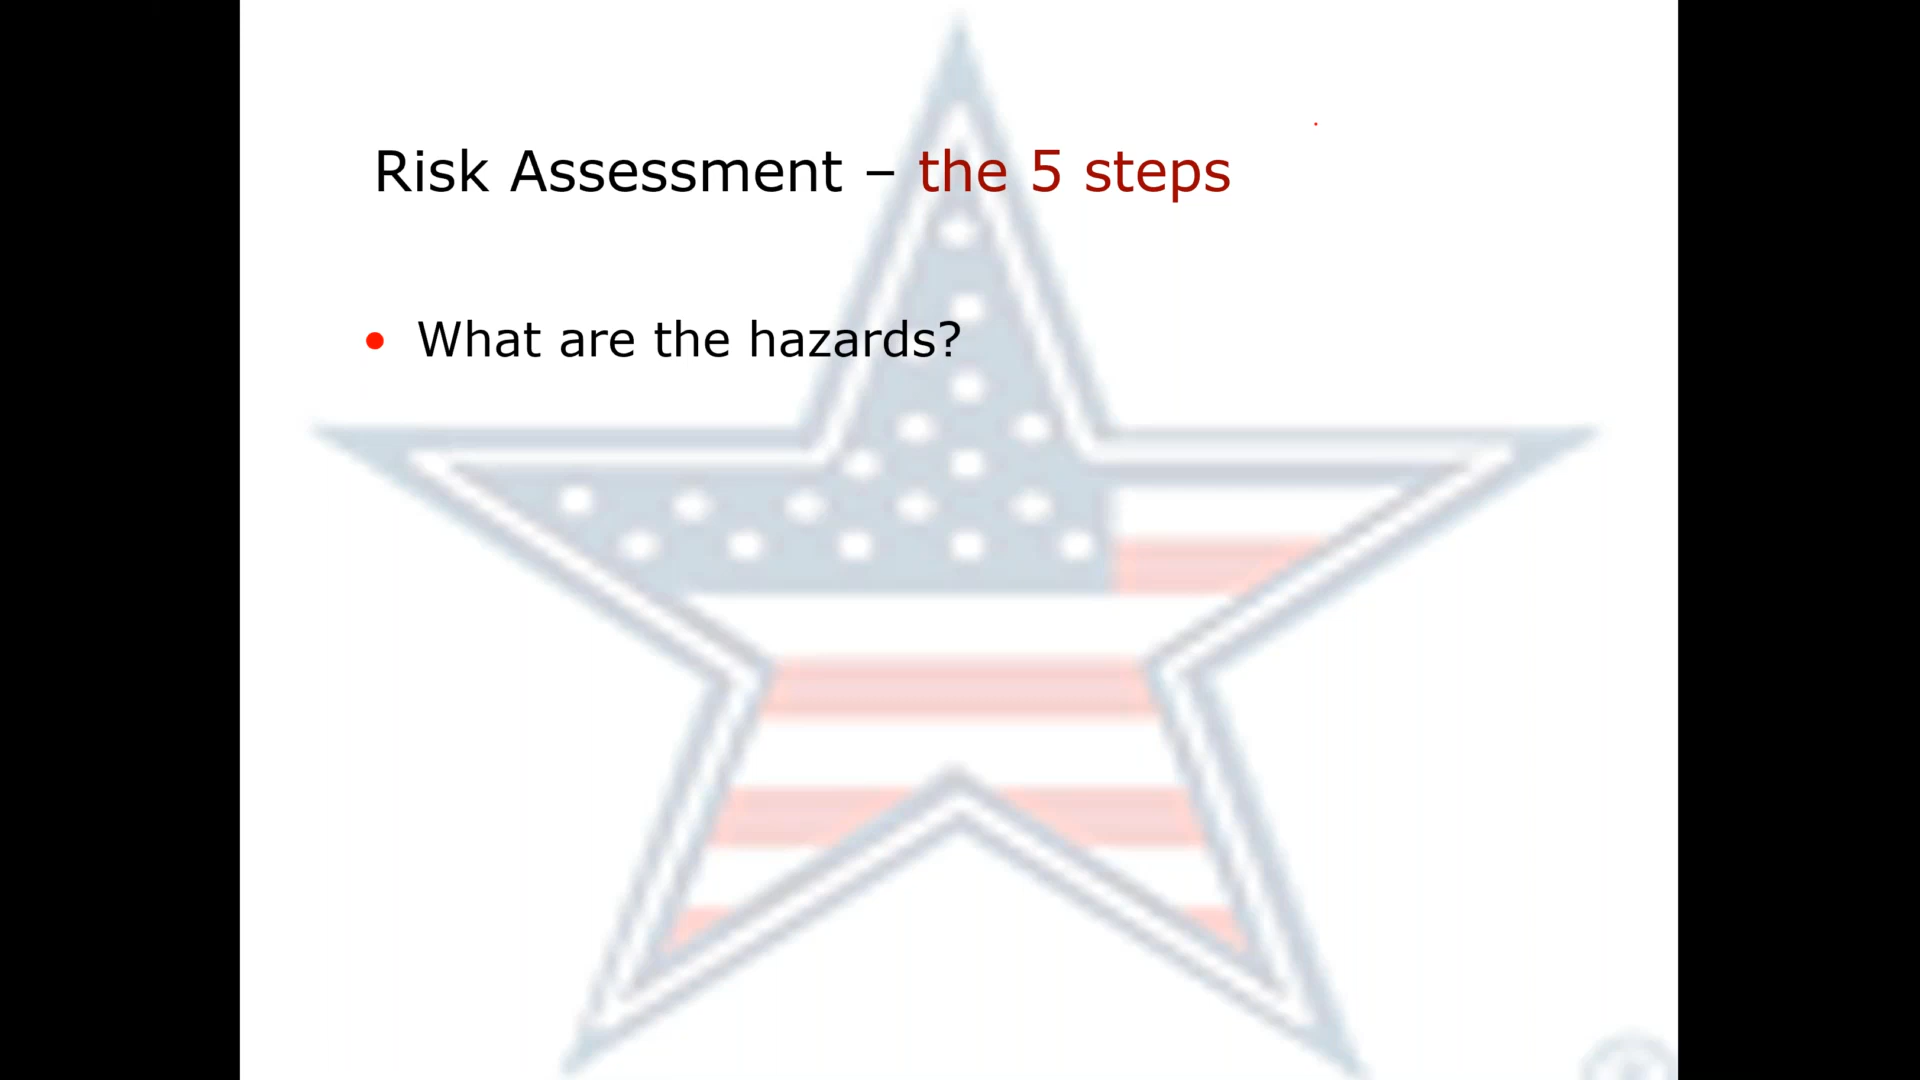 Risk Assessment – the 5 steps
• What are the hazards?